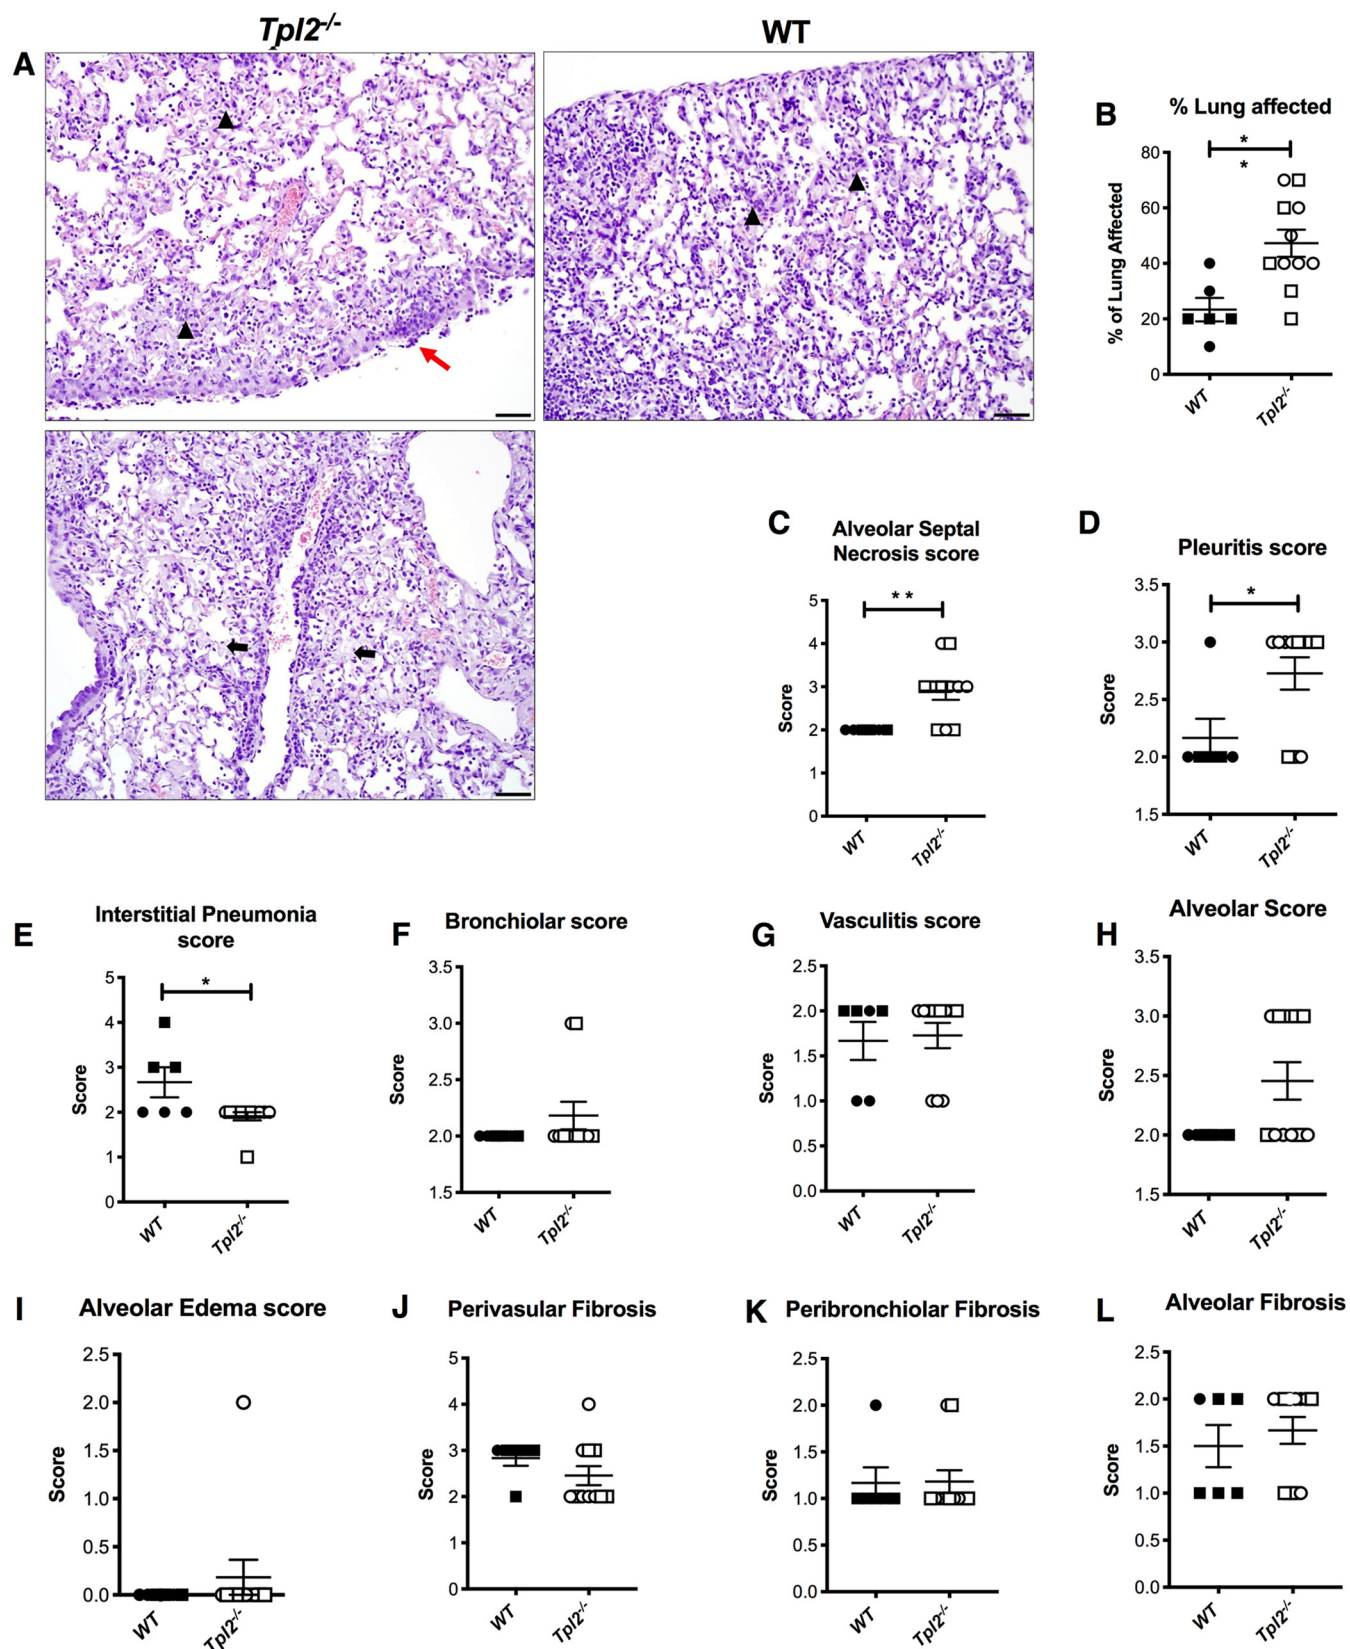 Tpl2-/-
WT
A
B
% Lung affected
*
*
80
60
40
20
0
% of Lung Affected
WT
Tpl2-/-
C
Alveolar Septal
Necrosis score
* *
5
4
3
2
1
0
Score
WT
Tpl2-/-
D
Pleuritis score
*
3.5
3.0
2.5
2.0
1.5
Score
WT
Tpl2-/-
E
Interstitial Pneumonia
score
*
5
4
3
2
1
0
Score
WT
Tpl2-/-
F
Bronchiolar score
3.5
3.0
2.5
2.0
1.5
Score
WT
Tpl2-/-
G
Vasculitis score
2.5
2.0
1.5
1.0
0.5
0.0
Score
WT
Tpl2-/-
H
Alveolar Score
3.5
3.0
2.5
2.0
1.5
Score
WT
Tpl2-/-
I
Alveolar Edema score
2.5
2.0
1.5
1.0
0.5
0.0
Score
WT
Tpl2-/-
J
Perivasular Fibrosis
5
4
3
2
1
0
Score
WT
Tpl2-/-
K
Peribronchiolar Fibrosis
2.5
2.0
1.5
1.0
0.5
0.0
Score
WT
Tpl2-/-
L
Alveolar Fibrosis
2.5
2.0
1.5
1.0
0.5
0.0
Score
WT
Tpl2-/-